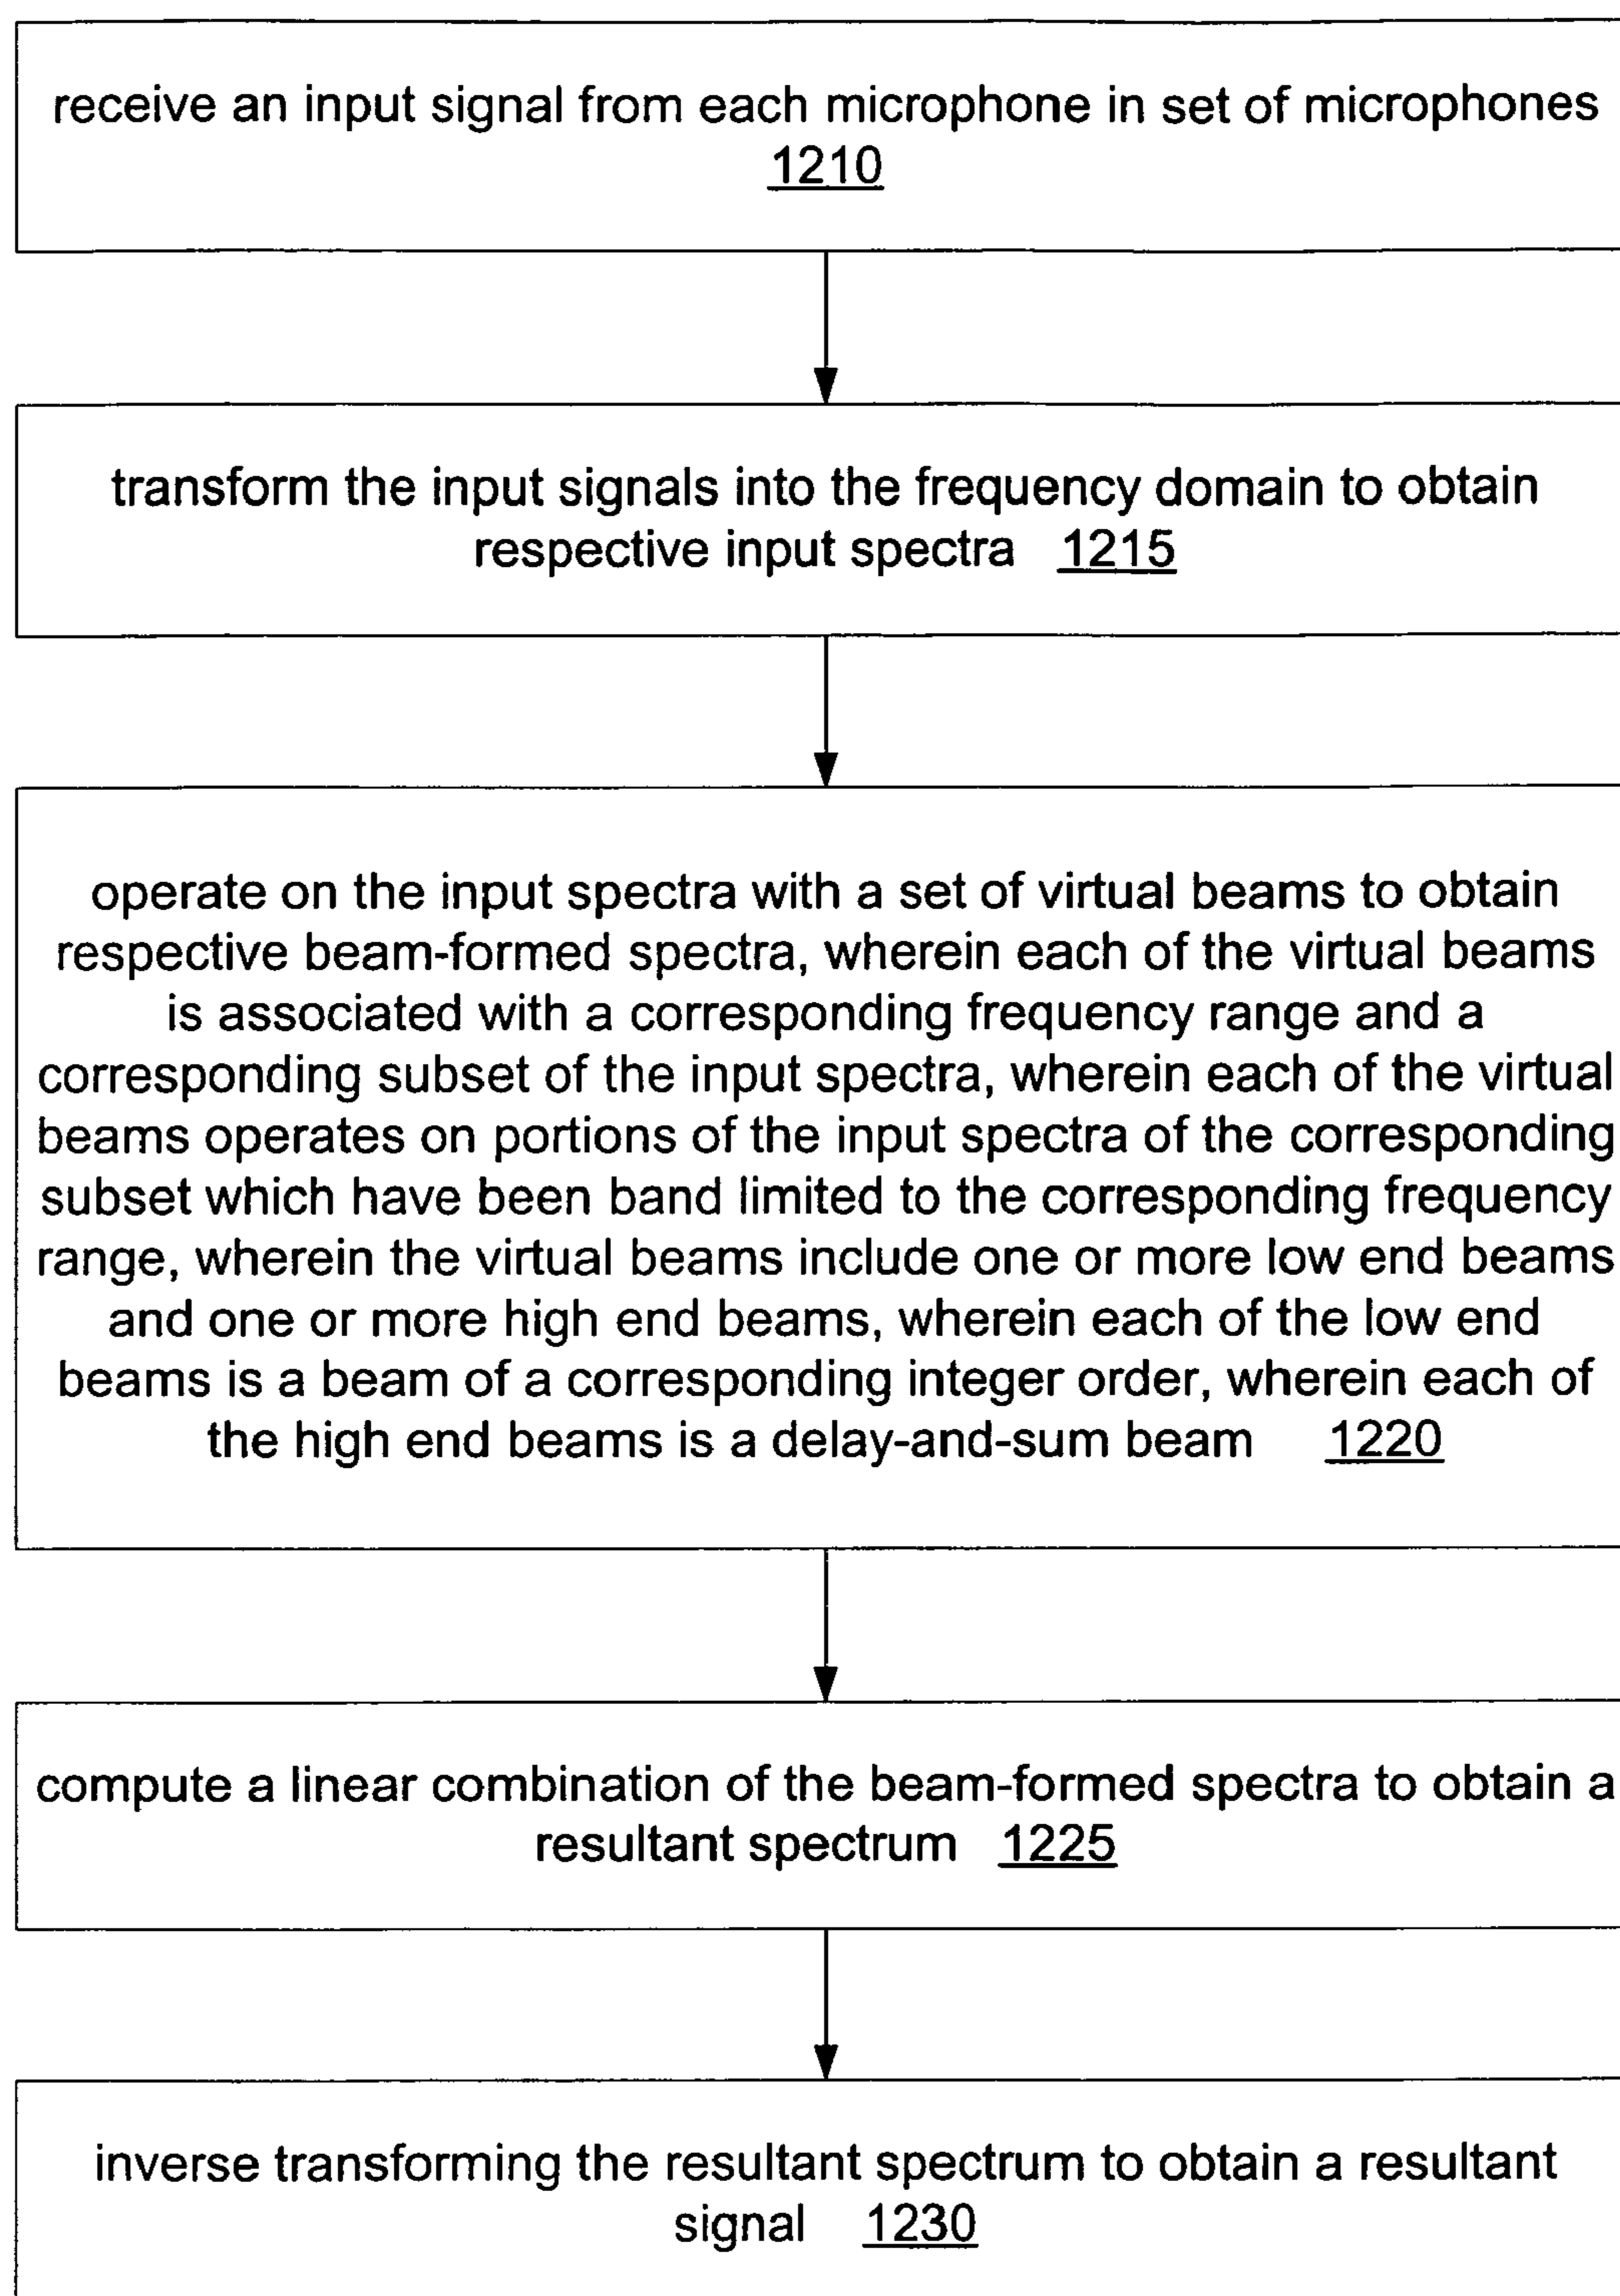 receive an input signal from each microphone in set of microphones
1210
transform the input signals into the frequency domain to obtain
respective input spectra 1215
operate on the input spectra with a set of virtual beams to obtain
respective beam-formed spectra, wherein each of the virtual beams
is associated with a corresponding frequency range and a
corresponding subset of the input spectra, wherein each of the virtual
beams operates on portions of the input spectra of the corresponding
subset which have been band limited to the corresponding frequency
range, wherein the virtual beams include one or more low end beams
and one or more high end beams, wherein each of the low end
beams is a beam of a corresponding integer order, wherein each of
the high end beams is a delay-and-sum beam 1220
compute a linear combination of the beam-formed spectra to obtain a
resultant spectrum 1225
inverse transforming the resultant spectrum to obtain a resultant
signal 1230